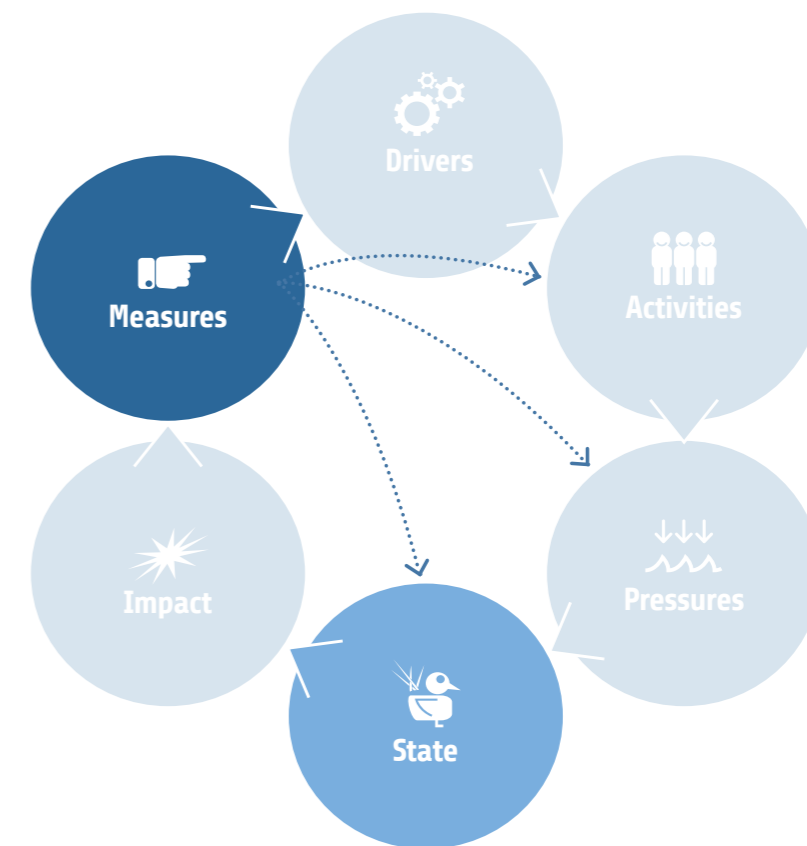 Drivers
Measures
Activities
Impact
Pressures
State